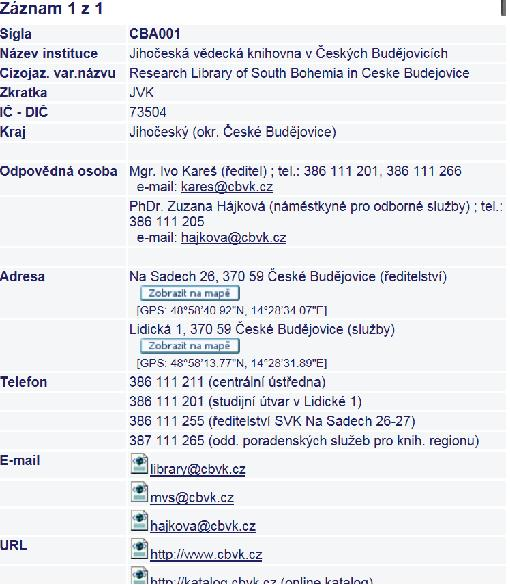 Záznam 1 z 1
Sigla CBA001
Název instituce Jihočeská vědecká knihovna v Českých Budějovicích
Cizojaz. var.názvu Research Library of South Bohemia in Ceske Budejovice
Zkratka JVK
IČ - DIČ 73504
Kraj Jihočeský (okr. České Budějovice)
Odpovědná osoba Mgr. Ivo Kareš (ředitel) ; tel.: 386 111 201, 386 111 266
e-mail: kares@cbvk.cz
PhDr. Zuzana Hájková (náměstkyně pro odborné služby) ; tel.:
386 111 205
e-mail: hajkova@cbvk.cz
Adresa Na Sadech 26, 370 59 České Budějovice (ředitelství)
Zobrazit na mapě
[GPS: 48°58'40.92"N, 14°28'34.07"E]
Lidická 1, 370 59 České Budějovice (služby)
Zobrazit na mapě
[GPS: 48°58'13.77"N, 14°28'31.89"E]
Telefon 386 111 211 (centrální ústředna)
386 111 201 (studijní útvar v Lidické 1)
386 111 255 (ředitelství SVK Na Sadech 26-27)
387 111 265 (odd. poradenských služeb pro knih. regionu)
E-mail library@cbvk.cz
mvs@cbvk.cz
hajkova@cbvk.cz
URL http://www.cbvk.cz
http://katalog.cbvk.cz (online katalog)